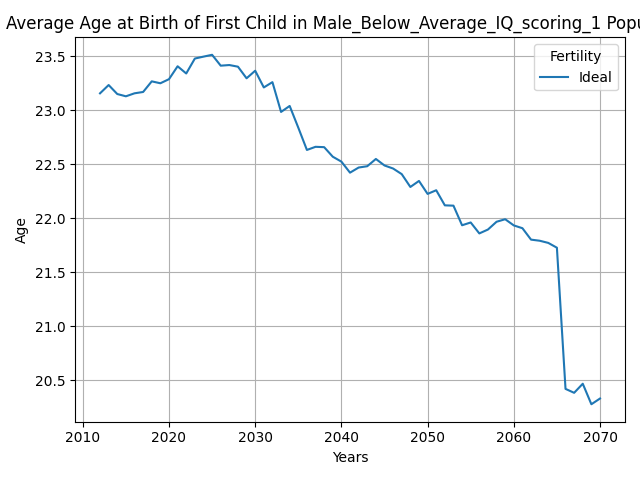 Average Age at Birth of First Child in Male_Below_Average_IQ_scoring_1
Fertility
Ideal
23.5
23.0
22.5
22.0
21.5
21.0
20.5
Age
2010 2020 2030 2040 2050 2060 2070
Years